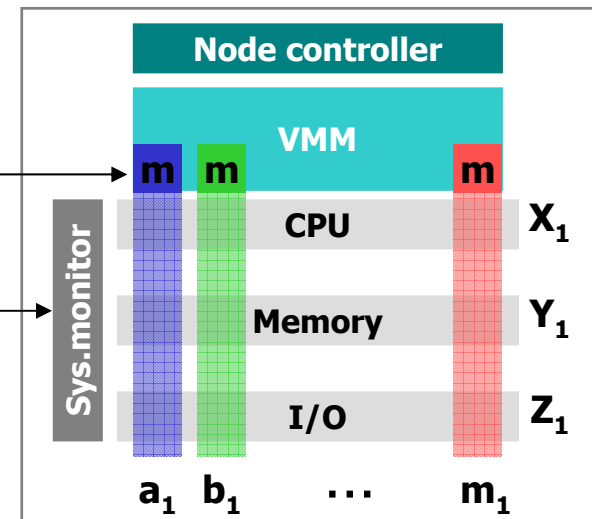 Node controller
VMM
m m m
CPU X₁
Sys.monitor
Memory Y₁
I/O Z₁
a₁ b₁ ... m₁